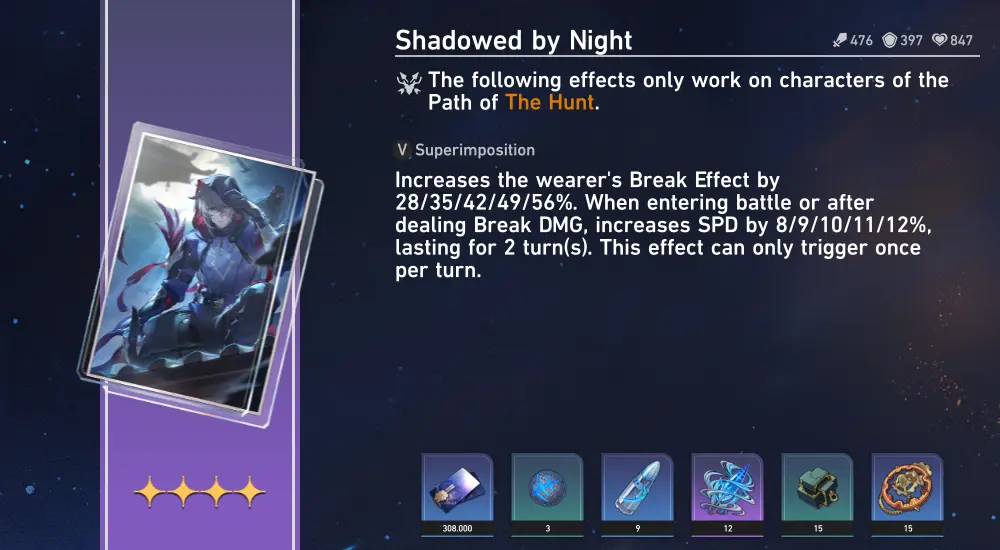 Shadowed by Night
476 397 847
The following effects only work on characters of the
Path of The Hunt.
V Superimposition
Increases the wearer's Break Effect by
28/35/42/49/56%. When entering battle or after
dealing Break DMG, increases SPD by 8/9/10/11/12%,
lasting for 2 turn(s). This effect can only trigger once
per turn.
308.000 3 9 12 15 15